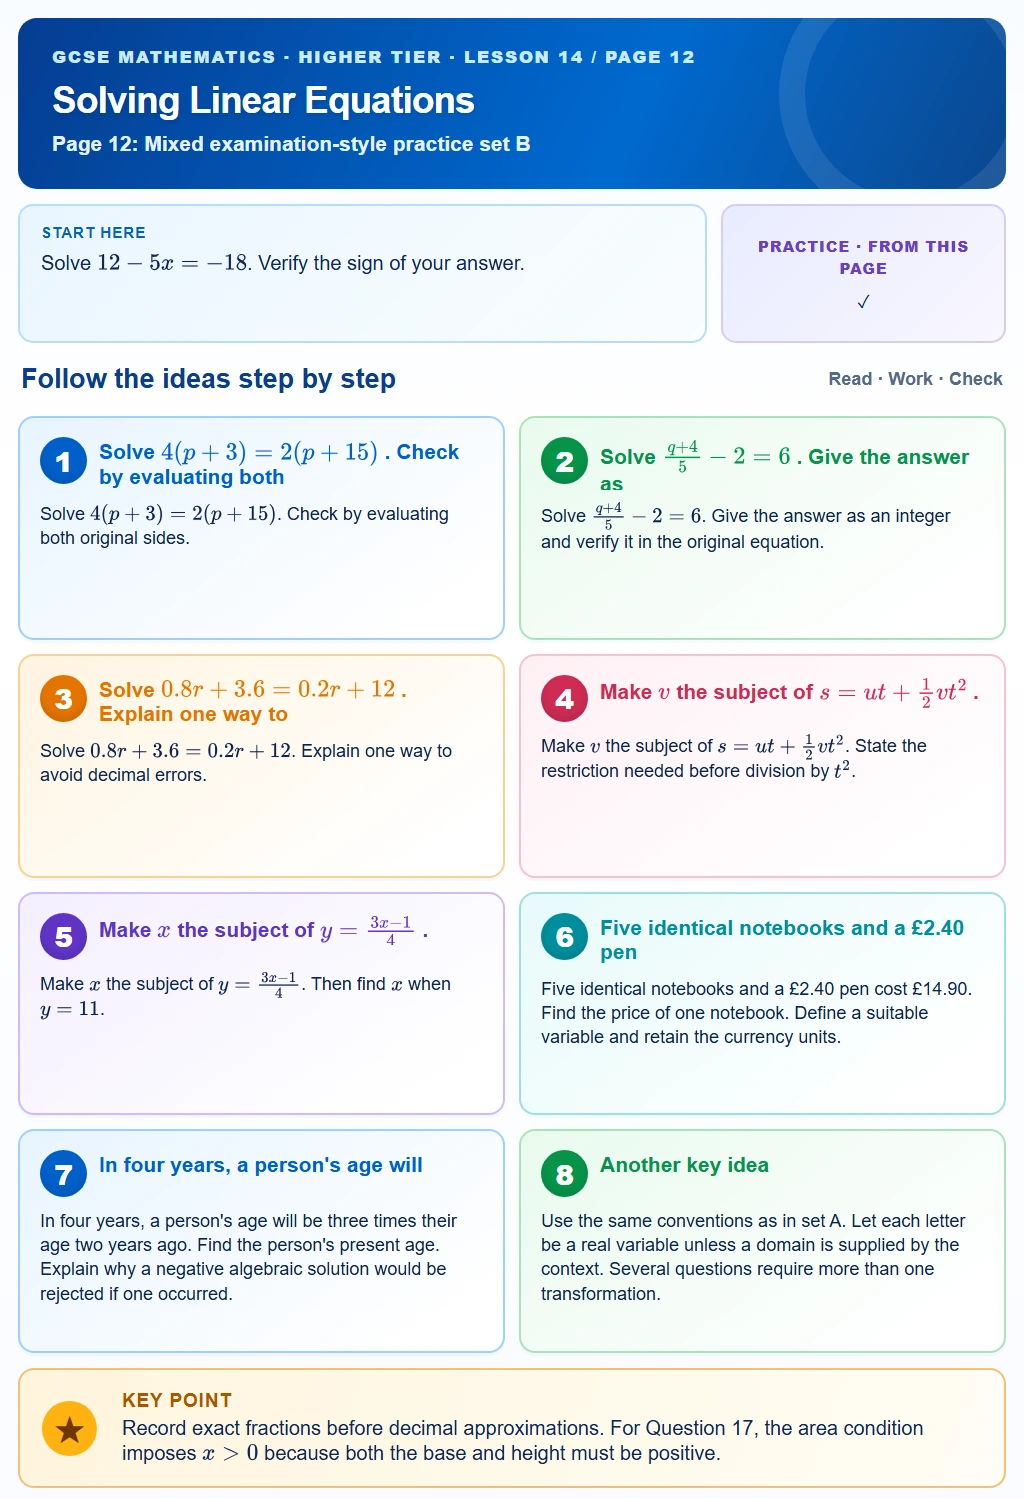 GCSE MATHEMATICS · HIGHER TIER · LESSON 14 / PAGE 12
Solving Linear Equations
Page 12: Mixed examination-style practice set B
START HERE
Solve 12 − 5x = −18. Verify the sign of your answer.
PRACTICE · FROM THIS
PAGE
✓
Follow the ideas step by step
Read · Work · Check
1
Solve 4(p + 3) = 2(p + 15) . Check
by evaluating both
Solve 4(p + 3) = 2(p + 15). Check by evaluating
both original sides.
2
Solve \frac{q+4}{5} − 2 = 6 . Give the answer
as
Solve \frac{q+4}{5} − 2 = 6. Give the answer as an integer
and verify it in the original equation.
3
Solve 0.8r + 3.6 = 0.2r + 12 .
Explain one way to
Solve 0.8r + 3.6 = 0.2r + 12. Explain one way to
avoid decimal errors.
4
Make v the subject of s = ut + \frac{1}{2}vt² .
Make v the subject of s = ut + \frac{1}{2}vt². State the
restriction needed before division by t².
5
Make x the subject of y = \frac{3x−1}{4} .
Make x the subject of y = \frac{3x−1}{4}. Then find x when
y = 11.
6
Five identical notebooks and a £2.40
pen
Five identical notebooks and a £2.40 pen cost £14.90.
Find the price of one notebook. Define a suitable
variable and retain the currency units.
7
In four years, a person's age will
In four years, a person's age will be three times their
age two years ago. Find the person's present age.
Explain why a negative algebraic solution would be
rejected if one occurred.
8
Another key idea
Use the same conventions as in set A. Let each letter
be a real variable unless a domain is supplied by the
context. Several questions require more than one
transformation.
★
KEY POINT
Record exact fractions before decimal approximations. For Question 17, the area condition
imposes x > 0 because both the base and height must be positive.